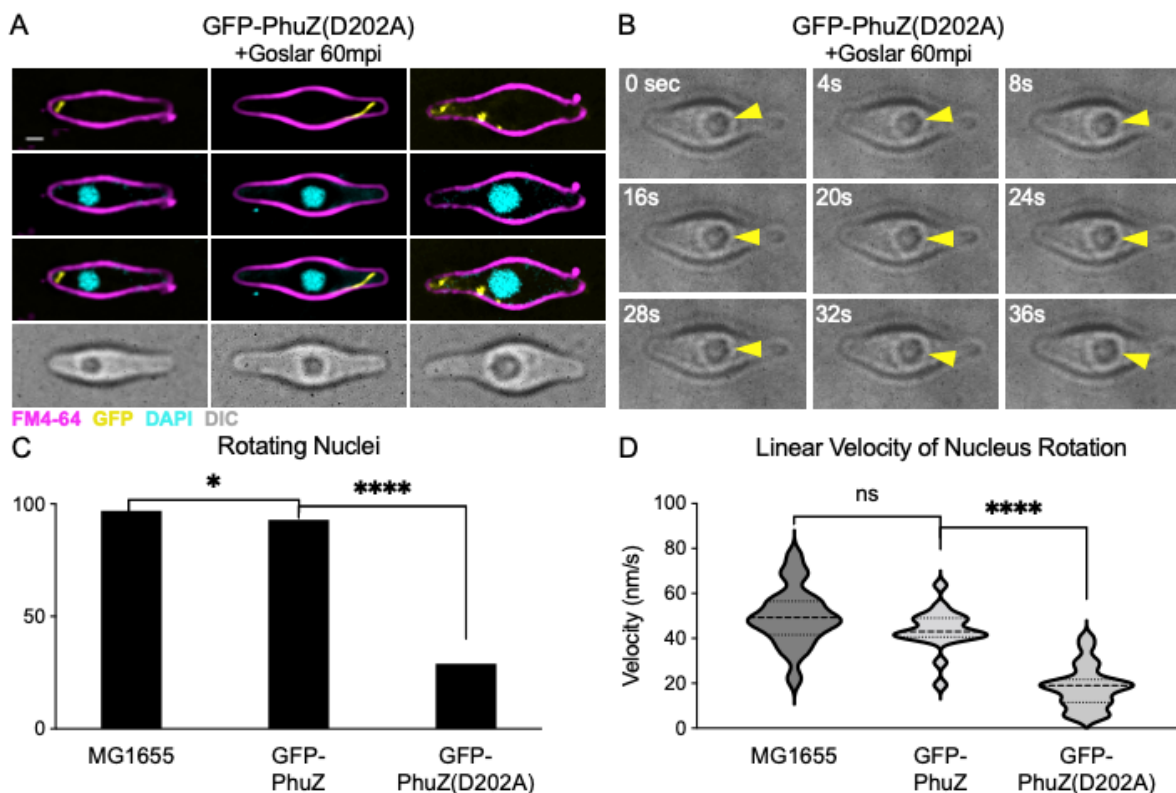 A
GFP-PhuZ(D202A)
+Goslar 60mpi
FM4-64 GFP DAPI DIC
B
GFP-PhuZ(D202A)
+Goslar 60mpi
0 sec 4s 8s
16s 20s 24s
28s 32s 36s
C
Rotating Nuclei
* ****
100
50
0
MG1655 GFP-PhuZ GFP-PhuZ(D202A)
D
Linear Velocity of Nucleus Rotation
ns ****
Velocity (nm/s)
100
80
60
40
20
0
MG1655 GFP-PhuZ GFP-PhuZ(D202A)